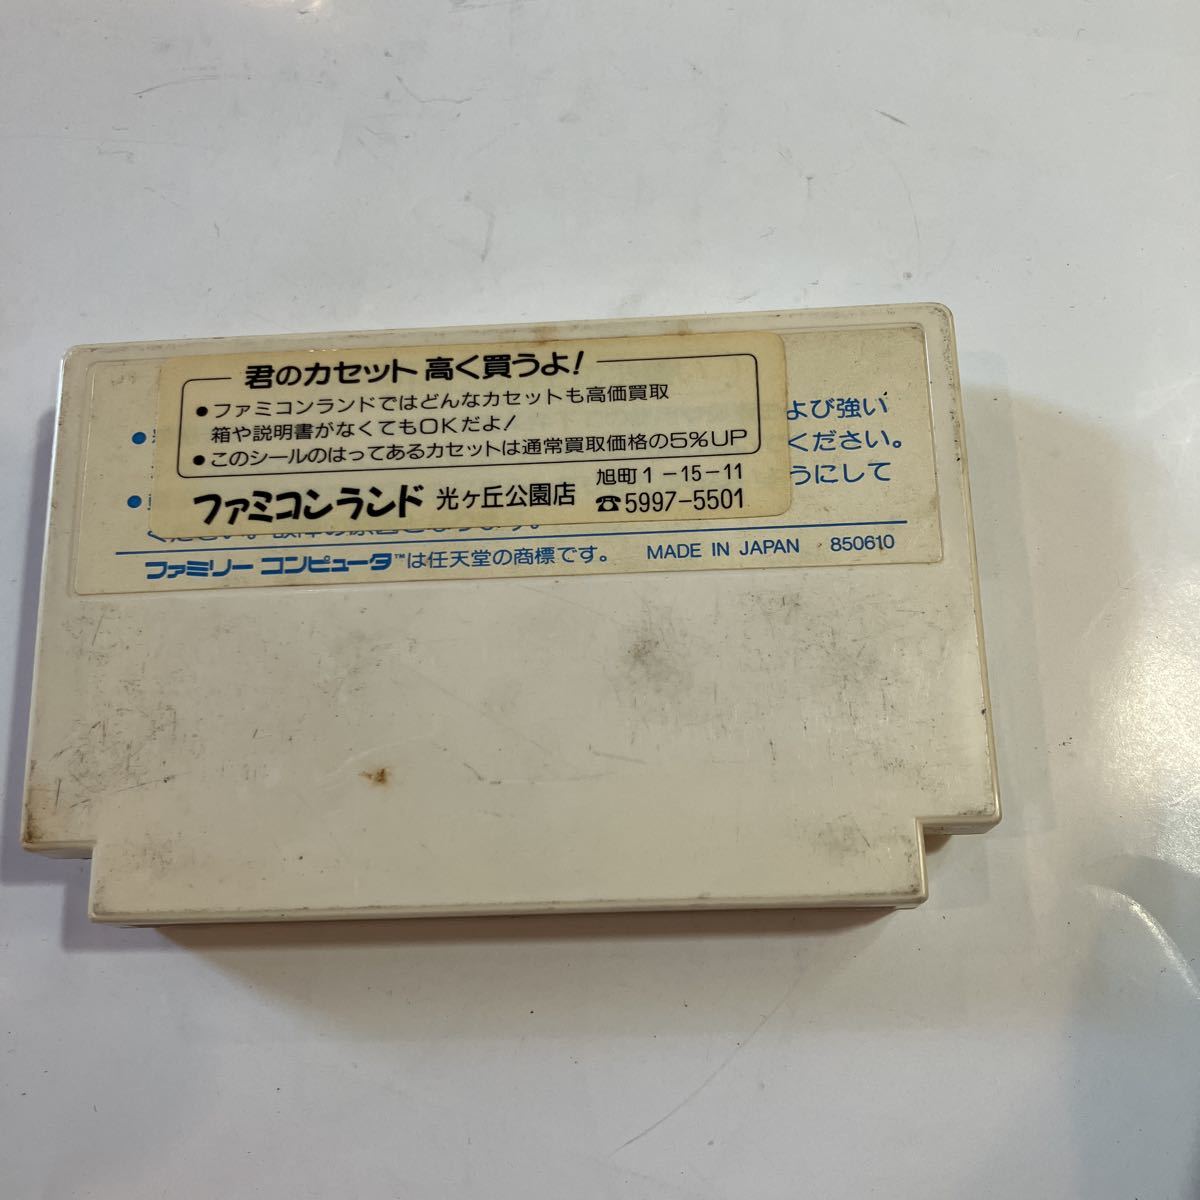 君のカセット 高く買うよ!
●ファミコンランドではどんなカセットも高価買取
箱や説明書がなくてもOKだよ!
●このシールのはってあるカセットは通常買取価格の5%UP
ファミコンランド 光ヶ丘公園店 旭町1-15-11
☎5997-5501
よび強い
ください。
うにして
ファミリー コンピュータ™は任天堂の商標です。 MADE IN JAPAN 850610